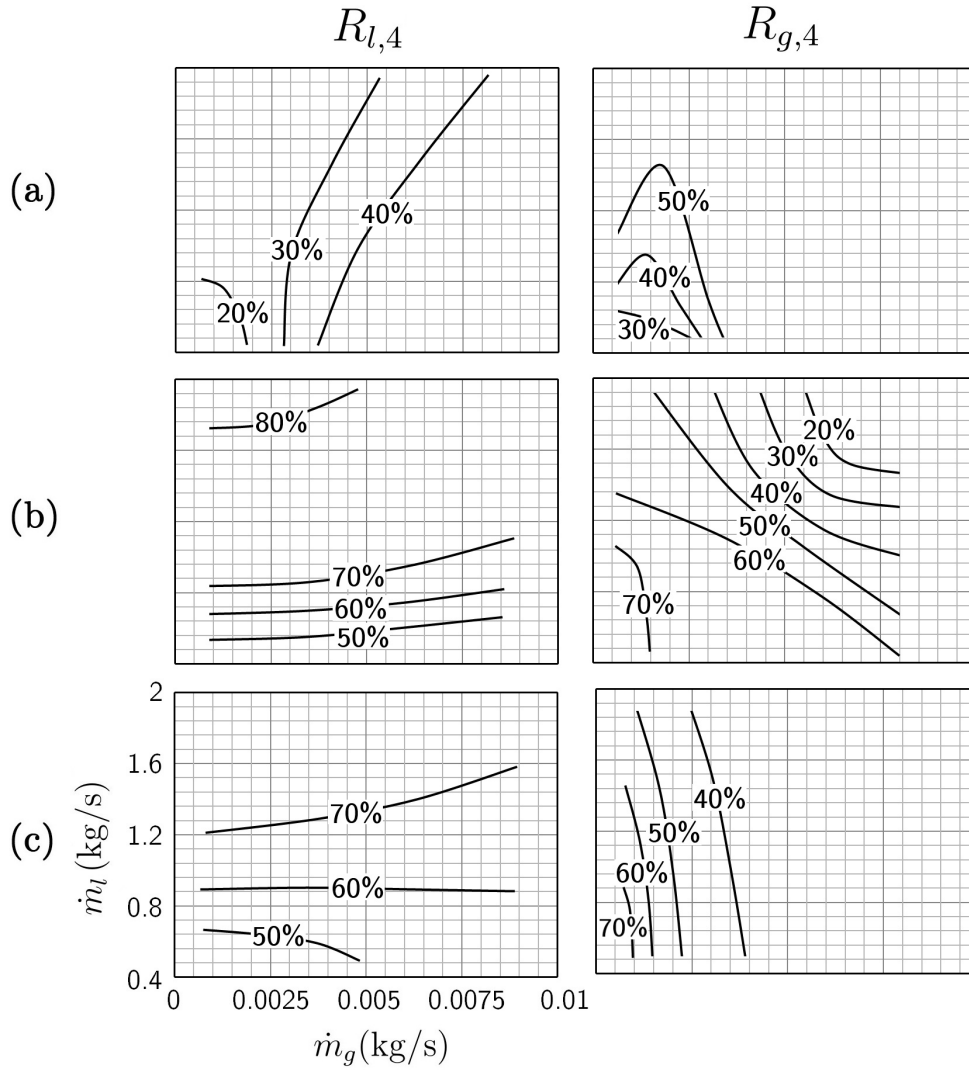 R_{l,4} R_{g,4}
(a)
30% 40% 20%
50% 40% 30%
(b)
80% 70% 60% 50%
20% 30% 40% 50% 60% 70%
(c)
2
1.6
1.2
0.8
0.4
ṁ_l(kg/s)
70% 60% 50%
40% 50% 60% 70%
0 0.0025 0.005 0.0075 0.01
ṁ_g(kg/s)